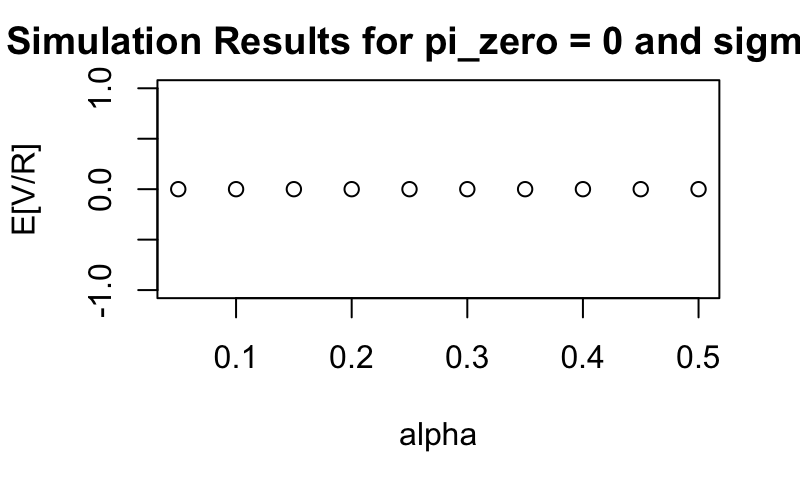 Simulation Results for pi_zero = 0 and sigm
1.0
0.0
-1.0
E[V/R]
0.1 0.2 0.3 0.4 0.5
alpha